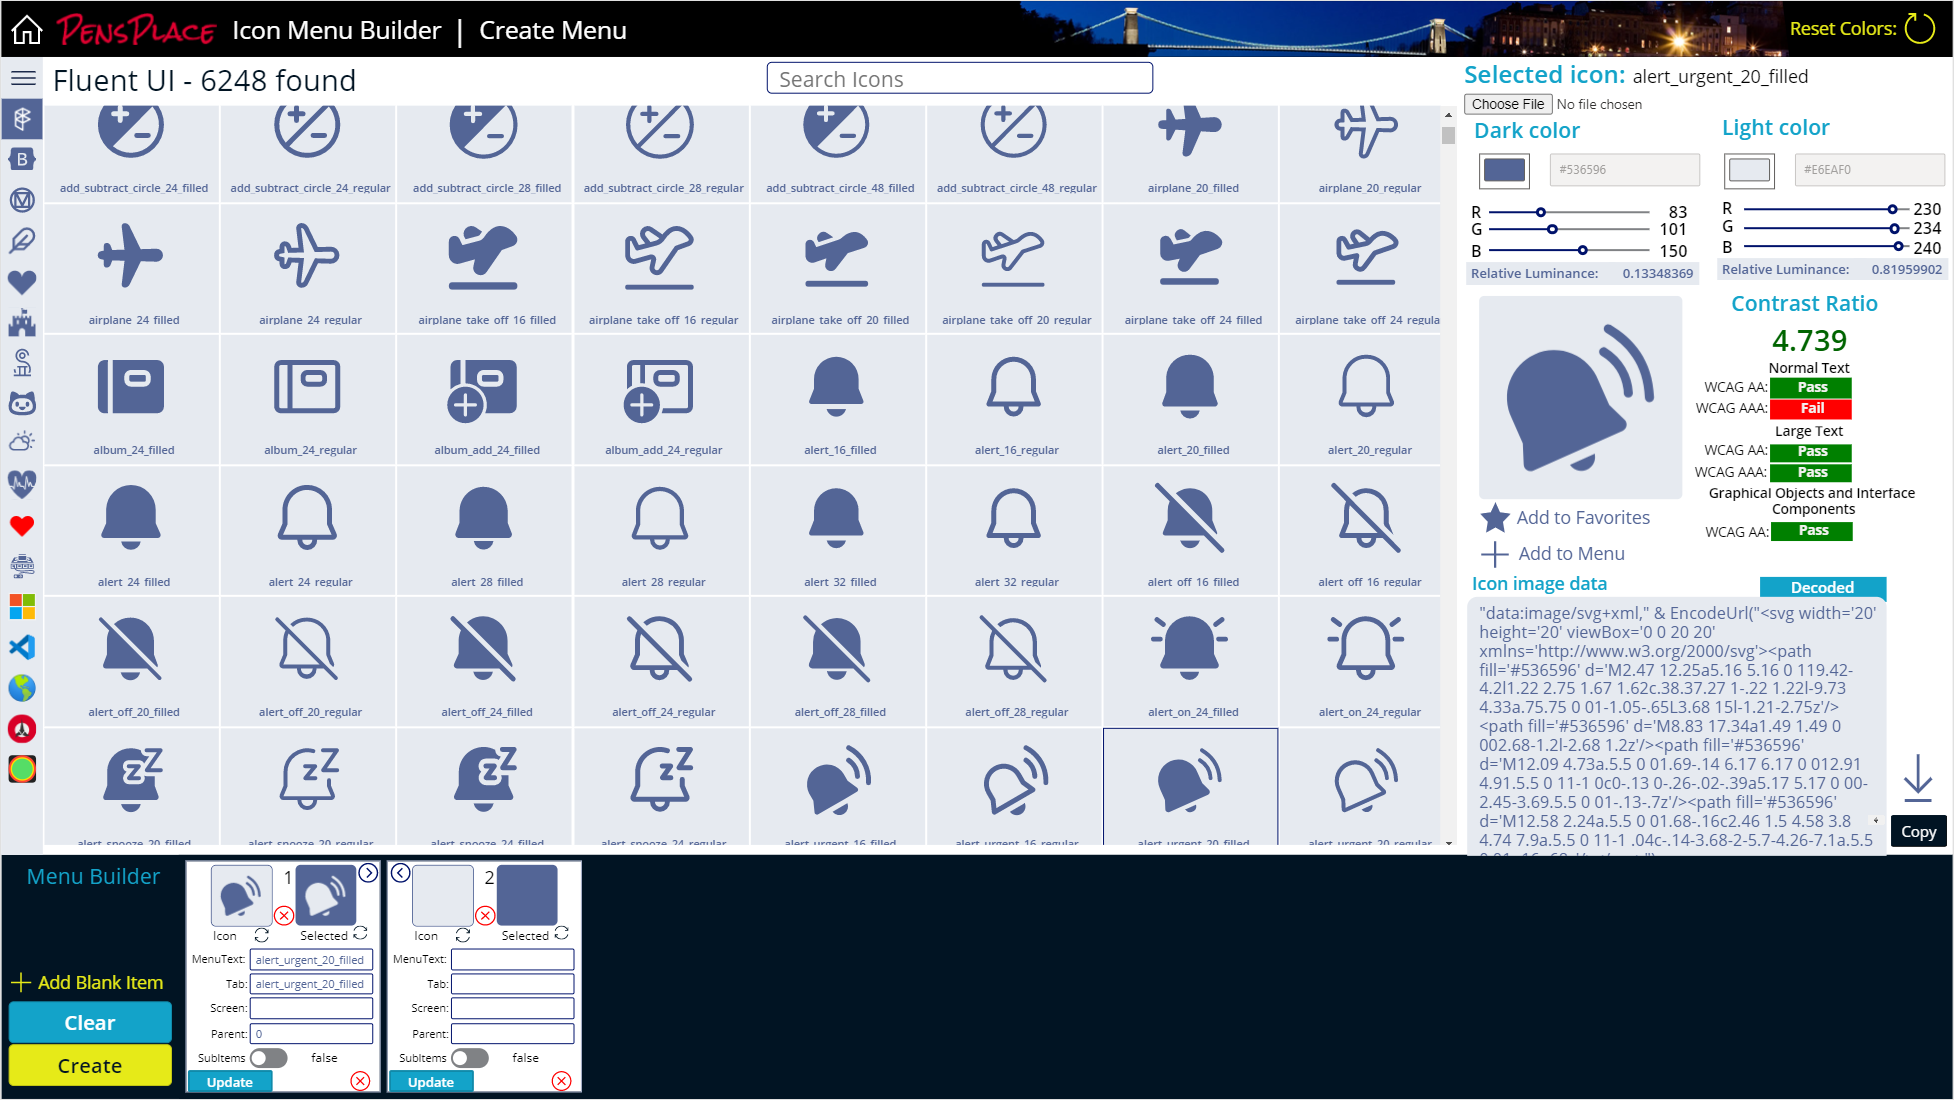 PensPlace Icon Menu Builder | Create Menu
Reset Colors:
Fluent UI - 6248 found
Search Icons
Selected icon: alert_urgent_20_filled
Choose File No file chosen
Dark color
Light color
#536596
#E6EAF0
R 83
G 101
B 150
Relative Luminance: 0.13348369
R 230
G 234
B 240
Relative Luminance: 0.81959902
add_subtract_circle_24_filled add_subtract_circle_24_regular add_subtract_circle_28_filled add_subtract_circle_28_regular add_subtract_circle_48_filled add_subtract_circle_48_regular airplane_20_filled airplane_20_regular
airplane_24_filled airplane_24_regular airplane_take_off_16_filled airplane_take_off_16_regular airplane_take_off_20_filled airplane_take_off_20_regular airplane_take_off_24_filled airplane_take_off_24_regula
album_24_filled album_24_regular album_add_24_filled album_add_24_regular alert_16_filled alert_16_regular alert_20_filled alert_20_regular
alert_24_filled alert_24_regular alert_28_filled alert_28_regular alert_32_filled alert_32_regular alert_off_16_filled alert_off_16_regular
alert_off_20_filled alert_off_20_regular alert_off_24_filled alert_off_24_regular alert_off_28_filled alert_off_28_regular alert_on_24_filled alert_on_24_regular
alert_snooze_20_filled alert_snooze_20_regular alert_snooze_24_filled alert_snooze_24_regular alert_urgent_16_filled alert_urgent_16_regular alert_urgent_20_filled alert_urgent_20_regular
Contrast Ratio
4.739
Normal Text
WCAG AA: Pass
WCAG AAA: Fail
Large Text
WCAG AA: Pass
WCAG AAA: Pass
Graphical Objects and Interface
Components
WCAG AA: Pass
Add to Favorites
Add to Menu
Icon image data
Decoded
"data:image/svg+xml," & EncodeUrl("<svg width='20'
height='20' viewBox='0 0 20 20'
xmlns='http://www.w3.org/2000/svg'><path
fill='#536596' d='M2.47 12.25a5.16 5.16 0 119.42-
4.2l1.22 2.75 1.67 1.62c.38.37.27 1-.22 1.22l-9.73
4.33a.75.75 0 01-1.05-.65L3.68 15l-1.21-2.75z'/>
<path fill='#536596' d='M8.83 17.34a1.49 1.49 0
002.68-1.2l-2.68 1.2z'/><path fill='#536596'
d='M12.09 4.73a.5.5 0 01.69-.14 6.17 6.17 0 012.91
4.91.5.5 0 11-1 0c0-.13 0-.26-.02-.39a5.17 5.17 0 00-
2.45-3.69.5.5 0 01-.13-.7z'/><path fill='#536596'
d='M12.58 2.24a.5.5 0 01.68-.16c2.46 1.5 4.58 3.8
4.74 7.9a.5.5 0 11-1 .04c-.14-3.68-2-5.7-4.26-7.1a.5.5
Copy
Menu Builder
Add Blank Item
Clear
Create
1
Icon Selected
MenuText: alert_urgent_20_filled
Tab: alert_urgent_20_filled
Screen:
Parent: 0
SubItems false
Update
2
Icon Selected
MenuText:
Tab:
Screen:
Parent:
SubItems false
Update